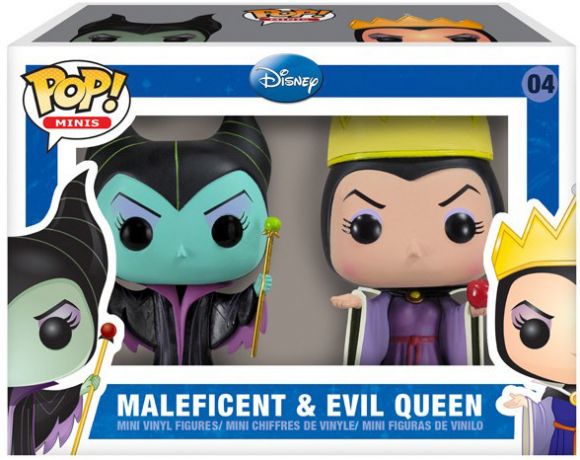 POP!
MINIS
Disney
04
MALEFICENT & EVIL QUEEN
MINI VINYL FIGURES/ MINI CHIFFRES DE VINYLE/ MINI FIGURAS DE VINILO